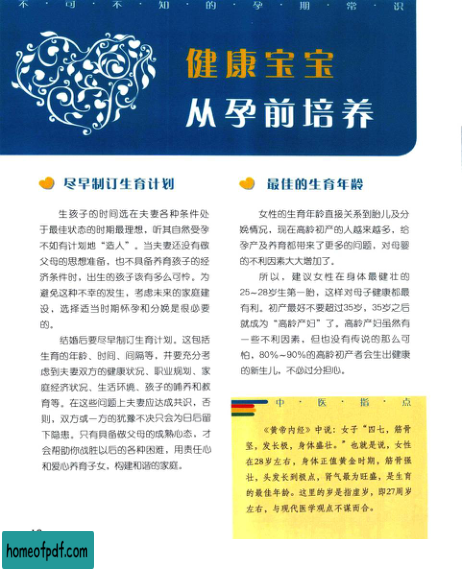 不·可·不·知·的·孕·期·常·识
健康宝宝
从孕前培养
尽早制订生育计划
生孩子的时间选在夫妻各种条件处
于最佳状态的时期最理想，听其自然受孕
不如有计划地“造人”。当夫妻还没有做
父母的思想准备，也不具备养育孩子的经
济条件时，出生的孩子该有多么可怜。为
避免这种不幸的发生，考虑未来的家庭建
设，选择适当时期怀孕和分娩是很必要
的。
结婚后要尽早制订生育计划，这包括
生育的年龄、时间、间隔等，并要充分考
虑到夫妻双方的健康状况、职业规划、家
庭经济状况、生活环境、孩子的哺养和教
育等。在这些问题上夫妻应达成共识，否
则，双方或一方的犹豫不决只会为日后留
下隐患。只有具备做父母的成熟心态，才
会帮助你战胜以后的各种困难，用责任心
和爱心养育子女，构建和谐的家庭。
最佳的生育年龄
女性的生育年龄直接关系到胎儿及分
娩情况，现在高龄初产的人越来越多，给
孕产及养育都带来了更多的问题，对母婴
的不利因素大大增加了。
所以，建议女性在身体最健壮的
25~28岁生第一胎，这样对母子健康都最
有利。初产最好不要超过35岁，35岁之后
就成为“高龄产妇”了。高龄产妇虽然有
一些不利因素，但也没有传说的那么可
怕，80%~90%的高龄初产者会生出健康
的新生儿，不必过分担心。
中·医·指·点
《黄帝内经》中说：女子“四七，筋骨
坚，发长极，身体盛壮。”也就是说，女性
在28岁左右，身体正值黄金时期，筋骨强
壮，头发长到极点，肾气最为旺盛，是生育
的最佳年龄。这里的岁是指虚岁，即27周岁
左右，与现代医学观点不谋而合。
homeofpdf.com